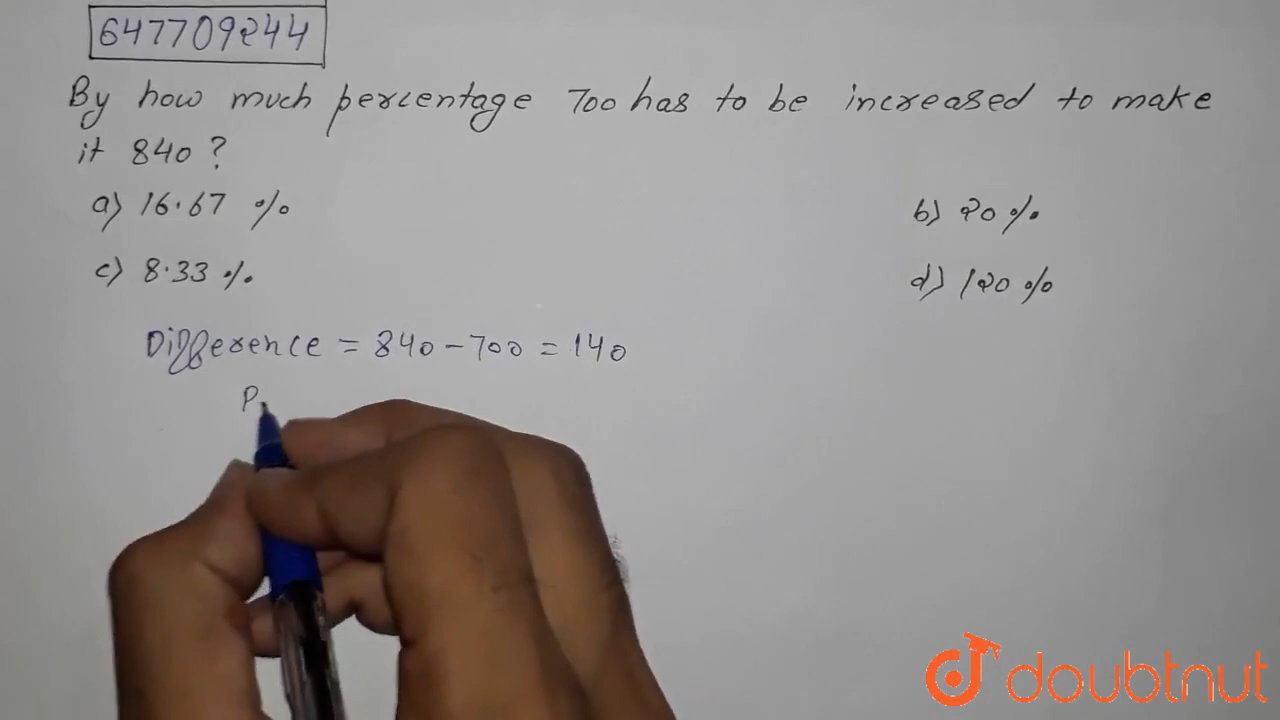 647709244
By how much percentage 700 has to be increased to make
it 840 ?
a) 16.67 %
b) 20 %
c) 8.33 %
d) 120 %
Difference = 840 - 700 = 140
P
doubtnut